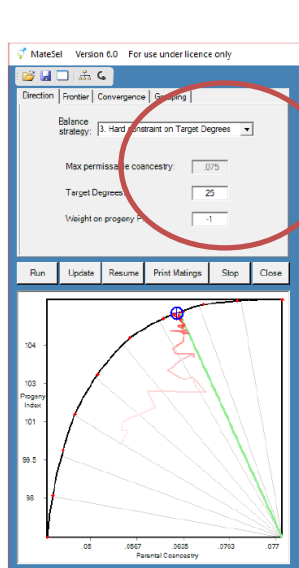 MateSel Version 6.0 For use under licence only
Direction Frontier Convergence Grouping
Balance
strategy: 3. Hard constraint on Target Degrees
Max permissable coancestry: .075
Target Degrees: 25
Weight on progeny F: -1
Run Update Resume Print Matings Stop Close
104
103
Progeny
Index
101
99.5
98
.05 .0567 .0635 .0703 .077
Parental Coancestry